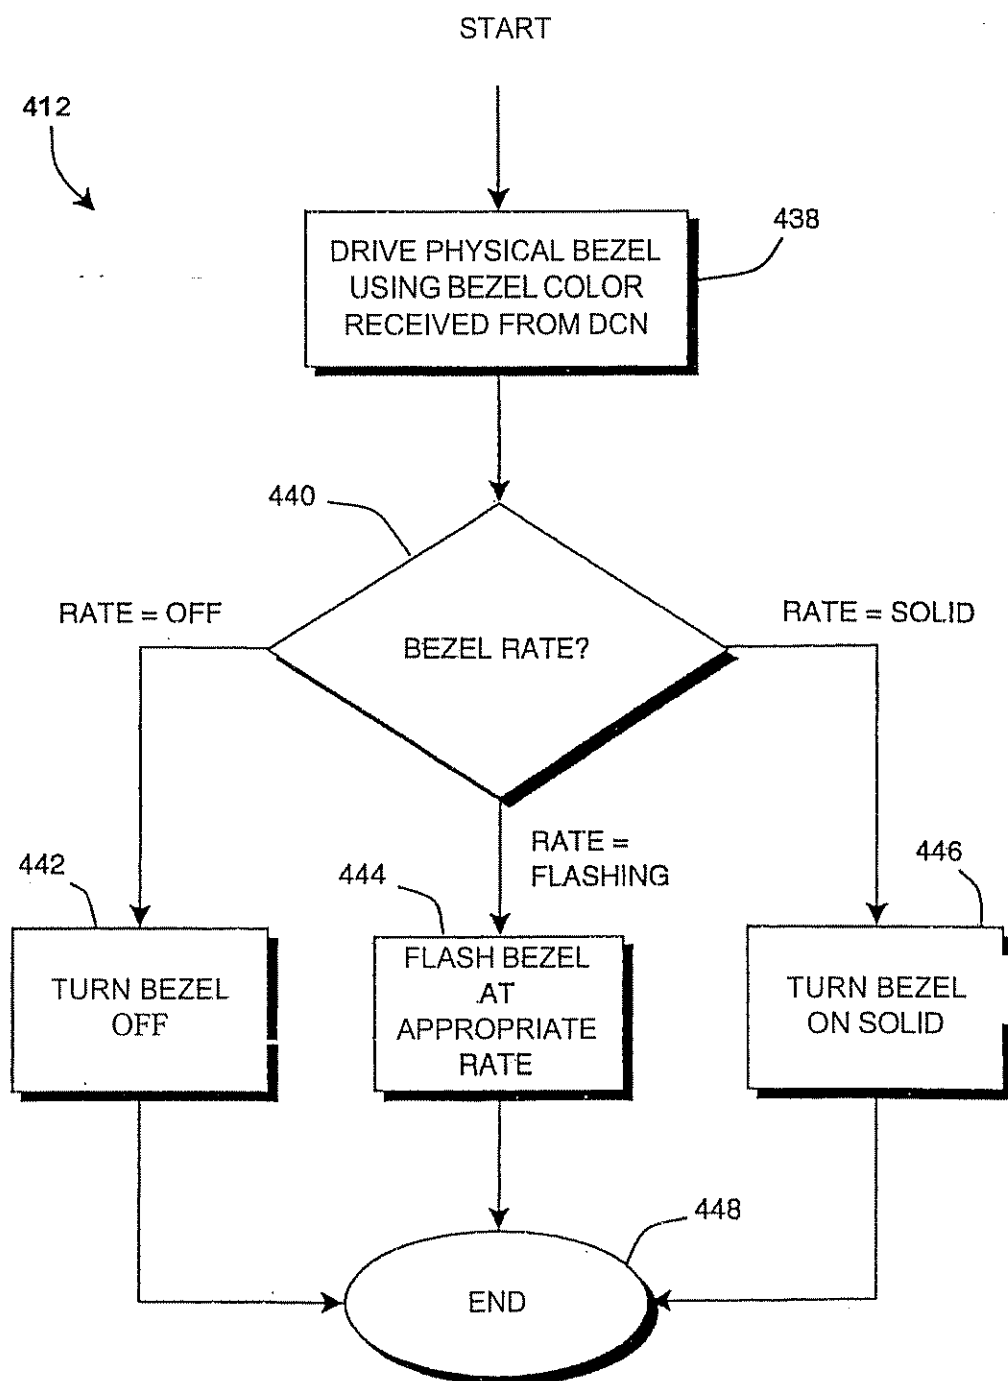 START
412
438
DRIVE PHYSICAL BEZEL
USING BEZEL COLOR
RECEIVED FROM DCN
440
RATE = OFF
RATE = SOLID
BEZEL RATE?
RATE =
FLASHING
442
444
446
TURN BEZEL
OFF
FLASH BEZEL
AT
APPROPRIATE
RATE
TURN BEZEL
ON SOLID
448
END